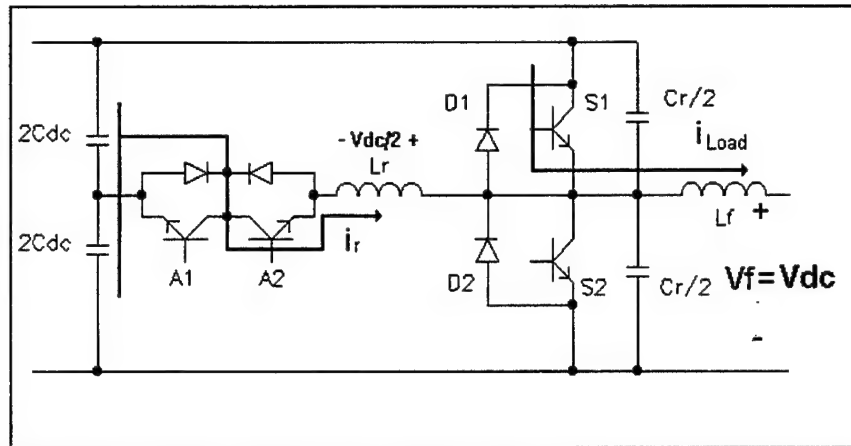 D1
S1
Cr/2
2Cdc
- Vdc/2 +
Lr
iLoad
Lf
+
2Cdc
A1
A2
ir
D2
S2
Cr/2
Vf=Vdc
-